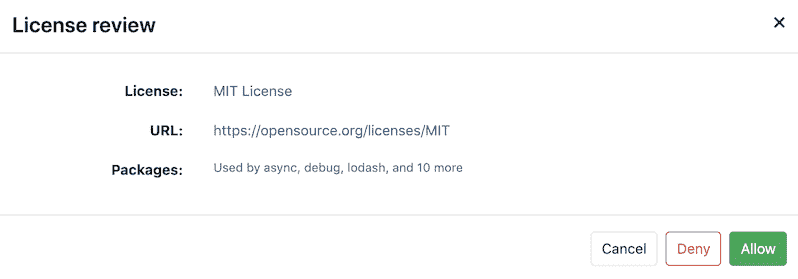 License review
License: MIT License
URL: https://opensource.org/licenses/MIT
Packages: Used by async, debug, lodash, and 10 more
Cancel Deny Allow